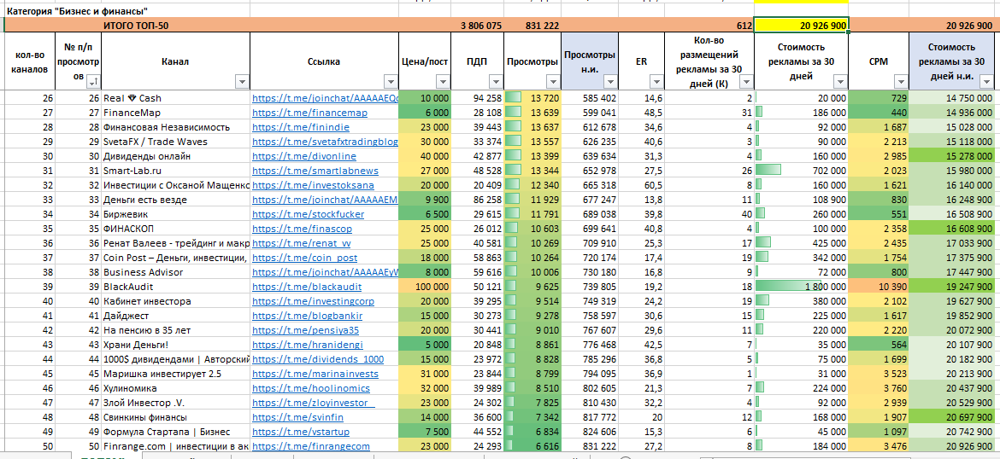 Категория "Бизнес и финансы"
ИТОГО ТОП-50 3 806 075 831 222 612 20 926 900 20 926 900
кол-во каналов № п/п просмотров Канал Ссылка Цена/пост ПДП Просмотры Просмотры н.и. ER Кол-во размещений рекламы за 30 дней (К) Стоимость рекламы за 30 дней CPM Стоимость рекламы за 30 дней н.и.
26 26 Real Cash https://t.me/joinchat/AAAAAEQc 10 000 94 258 13 720 585 402 14,6 2 20 000 729 14 750 000
27 27 FinanceMap https://t.me/financemap 6 000 28 108 13 639 599 041 48,5 31 186 000 440 14 936 000
28 28 Финансовая Независимость https://t.me/finindie 23 000 39 443 13 637 612 678 34,6 4 92 000 1 687 15 028 000
29 29 SvetaFX / Trade Waves https://t.me/svetafxtradingblog 30 000 33 374 13 557 626 235 40,6 3 90 000 2 213 15 118 000
30 30 Дивиденды онлайн https://t.me/divonline 40 000 42 877 13 399 639 634 31,3 4 160 000 2 985 15 278 000
31 31 Smart-Lab.ru https://t.me/smartlabnews 27 000 48 528 13 344 652 978 27,5 26 702 000 2 023 15 980 000
32 32 Инвестиции с Оксаной Мащенко https://t.me/investoksana 20 000 20 409 12 340 665 318 60,5 8 160 000 1 621 16 140 000
33 33 Деньги есть везде https://t.me/joinchat/AAAAAEM 9 900 86 258 11 929 677 247 13,8 11 108 900 830 16 248 900
34 34 Биржевик https://t.me/stockfucker 6 500 29 615 11 791 689 038 39,8 40 260 000 551 16 508 900
35 35 ФИНАСКОП https://t.me/finascop 25 000 26 012 10 603 699 641 40,8 4 100 000 2 358 16 608 900
36 36 Ренат Валеев - трейдинг и макр https://t.me/renat_vv 25 000 40 581 10 269 709 910 25,3 17 425 000 2 435 17 033 900
37 37 Coin Post – Деньги, инвестиции, https://t.me/coin_post 18 000 58 863 10 264 720 174 17,4 19 342 000 1 754 17 375 900
38 38 Business Advisor https://t.me/joinchat/AAAAAEyW 8 000 59 616 10 006 730 180 16,8 9 72 000 800 17 447 900
39 39 BlackAudit https://t.me/blackaudit 100 000 50 121 9 625 739 805 19,2 18 1 800 000 10 390 19 247 900
40 40 Кабинет инвестора https://t.me/investingcorp 20 000 39 295 9 514 749 319 24,2 19 380 000 2 102 19 627 900
41 41 Дайджест https://t.me/blogbankir 15 000 30 273 9 278 758 597 30,6 15 225 000 1 617 19 852 900
42 42 На пенсию в 35 лет https://t.me/pensiya35 20 000 30 441 9 010 767 607 29,6 11 220 000 2 220 20 072 900
43 43 Храни Деньги! https://t.me/hranidengi 5 000 20 848 8 861 776 468 42,5 7 35 000 564 20 107 900
44 44 1000$ дивидендами | Авторский https://t.me/dividends_1000 15 000 23 972 8 828 785 296 36,8 5 75 000 1 699 20 182 900
45 45 Маришка инвестирует 2.5 https://t.me/marinainvests 31 000 23 844 8 799 794 095 36,9 1 31 000 3 523 20 213 900
46 46 Хулиномика https://t.me/hoolinomics 32 000 39 989 8 510 802 605 21,3 7 224 000 3 760 20 437 900
47 47 Злой Инвестор .V. https://t.me/zloyinvestor_ 23 000 24 302 7 825 810 430 32,2 4 92 000 2 939 20 529 900
48 48 Свинкины финансы https://t.me/svinfin 14 000 36 600 7 342 817 772 20 12 168 000 1 907 20 697 900
49 49 Формула Стартапа | Бизнес https://t.me/vstartup 7 500 44 552 6 834 824 606 15,3 6 45 000 1 097 20 742 900
50 50 Finrange.com | инвестиции в ак https://t.me/finrangecom 23 000 24 293 6 616 831 222 27,2 8 184 000 3 476 20 926 900